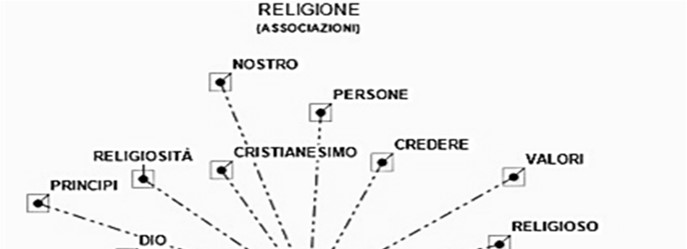 RELIGIONE
(ASSOCIAZIONI)
NOSTRO
PERSONE
CREDERE
CRISTIANESIMO
RELIGIOSITÀ
VALORI
PRINCIPI
RELIGIOSO
DIO